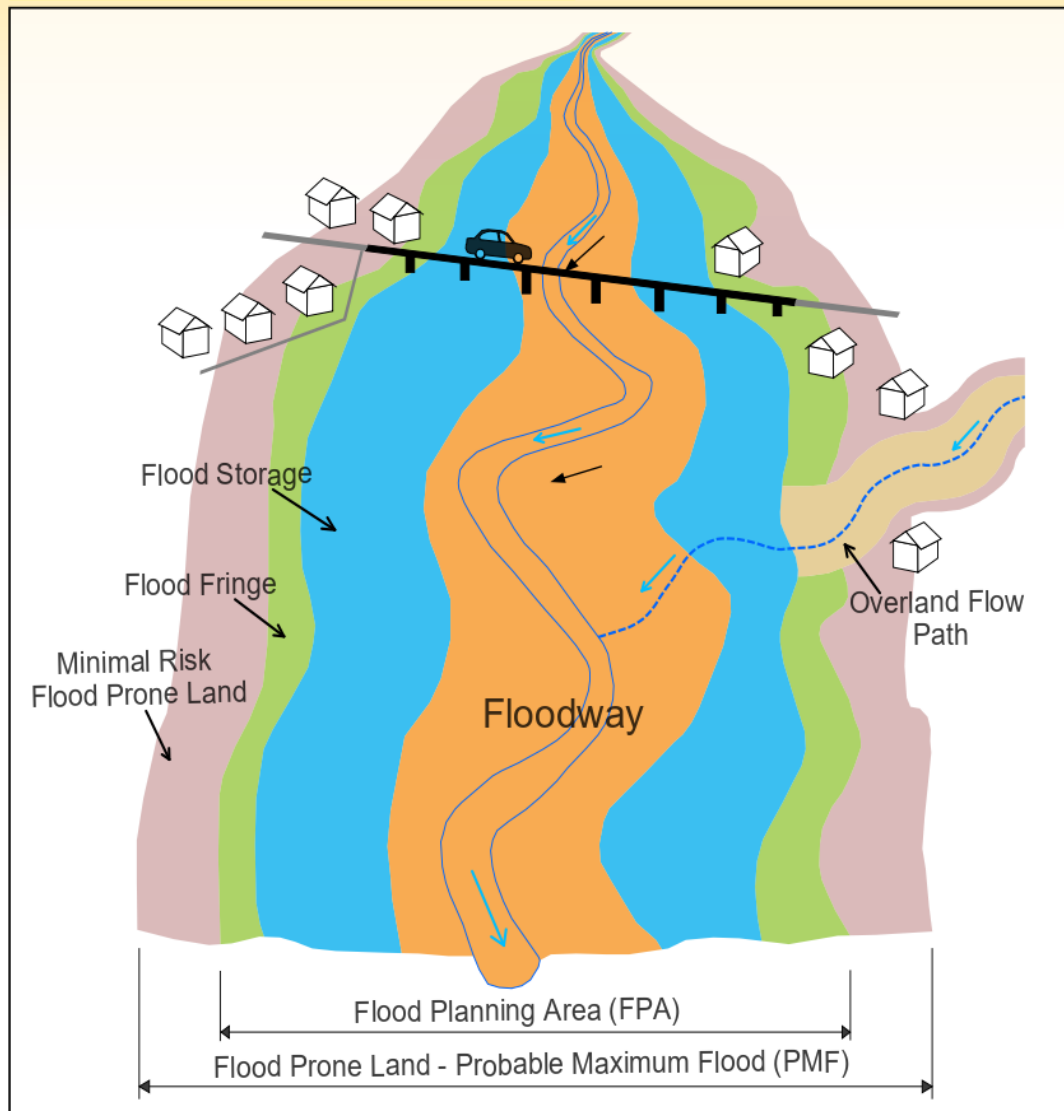 Flood Storage
Flood Fringe
Overland Flow
Path
Minimal Risk
Flood Prone Land
Floodway
Flood Planning Area (FPA)
Flood Prone Land - Probable Maximum Flood (PMF)